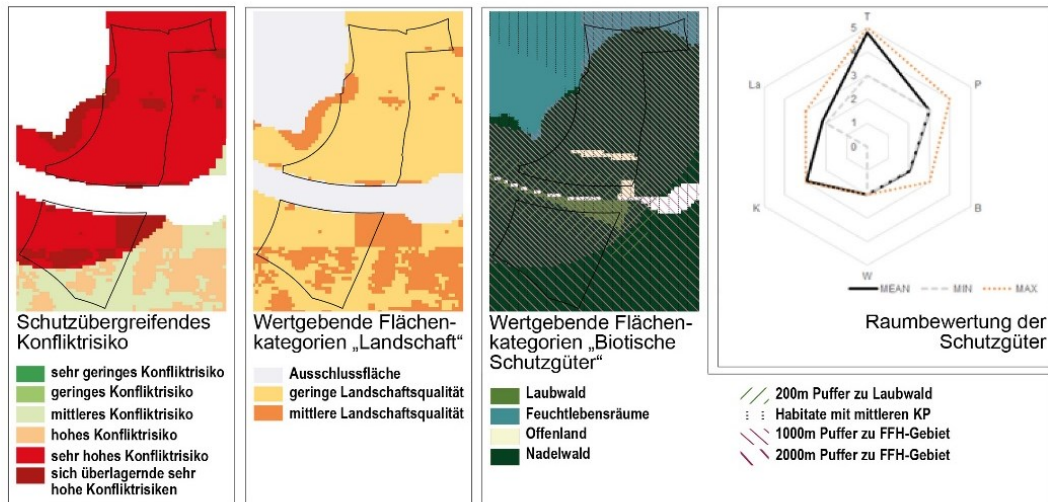 Schutzübergreifendes
Konfliktrisiko
sehr geringes Konfliktrisiko
geringes Konfliktrisiko
mittleres Konfliktrisiko
hohes Konfliktrisiko
sehr hohes Konfliktrisiko
sich überlagernde sehr
hohe Konfliktrisiken
Wertgebende Flächen-
kategorien „Landschaft“
Ausschlussfläche
geringe Landschaftsqualität
mittlere Landschaftsqualität
Wertgebende Flächen-
kategorien „Biotische
Schutzgüter“
Laubwald
Feuchtlebensräume
Offenland
Nadelwald
200m Puffer zu Laubwald
Habitate mit mittleren KP
1000m Puffer zu FFH-Gebiet
2000m Puffer zu FFH-Gebiet
T
5
4
3
2
1
0
La
P
K
B
W
MEAN MIN MAX
Raumbewertung der
Schutzgüter